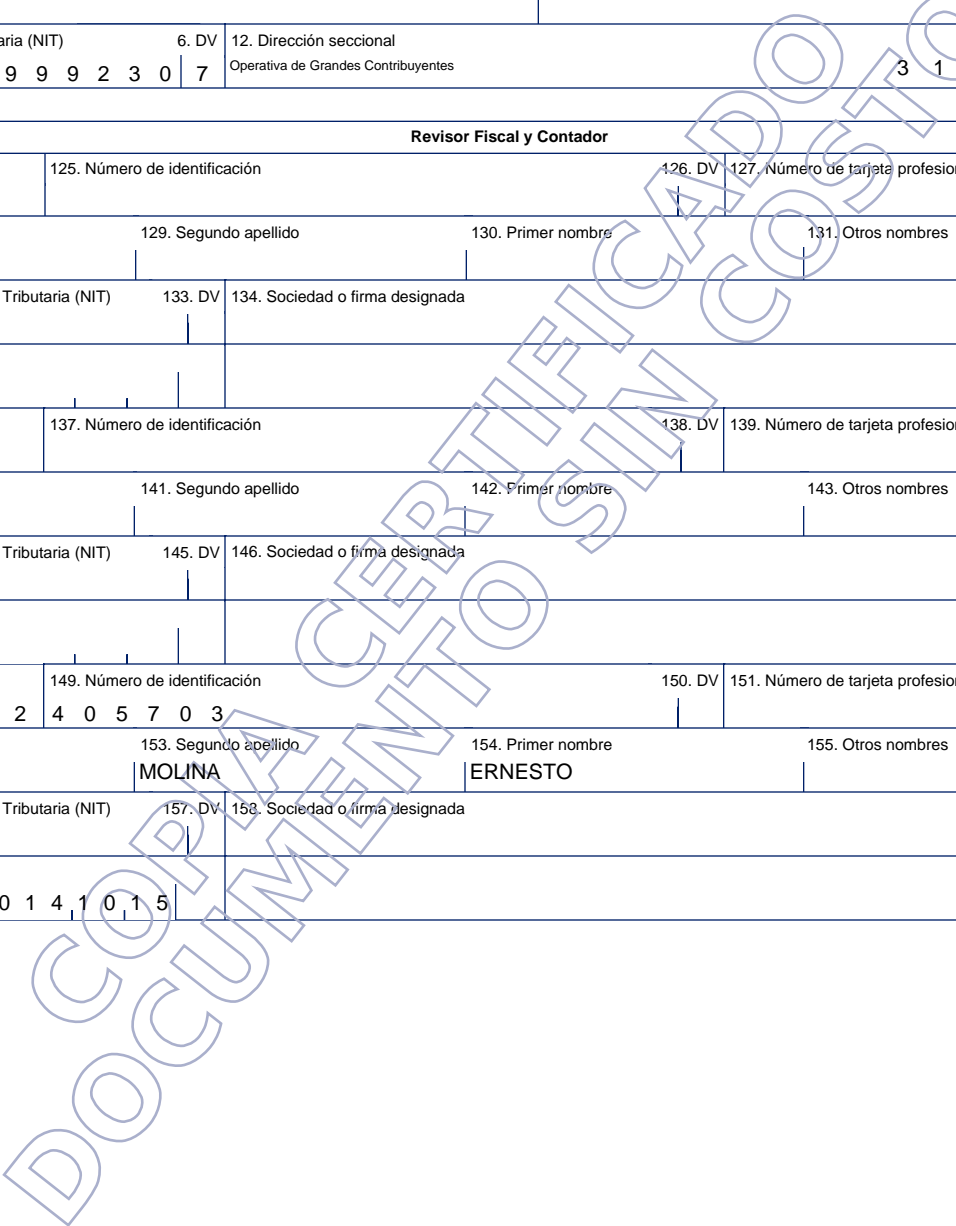 aria (NIT) 6. DV 12. Dirección seccional
9 9 9 2 3 0 7 Operativa de Grandes Contribuyentes 3 1
Revisor Fiscal y Contador
125. Número de identificación 126. DV 127. Número de tarjeta profesion
129. Segundo apellido 130. Primer nombre 131. Otros nombres
Tributaria (NIT) 133. DV 134. Sociedad o firma designada
137. Número de identificación 138. DV 139. Número de tarjeta profesion
141. Segundo apellido 142. Primer nombre 143. Otros nombres
Tributaria (NIT) 145. DV 146. Sociedad o firma designada
149. Número de identificación 150. DV 151. Número de tarjeta profesion
2 4 0 5 7 0 3
153. Segundo apellido 154. Primer nombre 155. Otros nombres
MOLINA ERNESTO
Tributaria (NIT) 157. DV 158. Sociedad o firma designada
0 1 4 1 0 1 5
COPIA CERTIFICADO
DOCUMENTO SIN COSTO